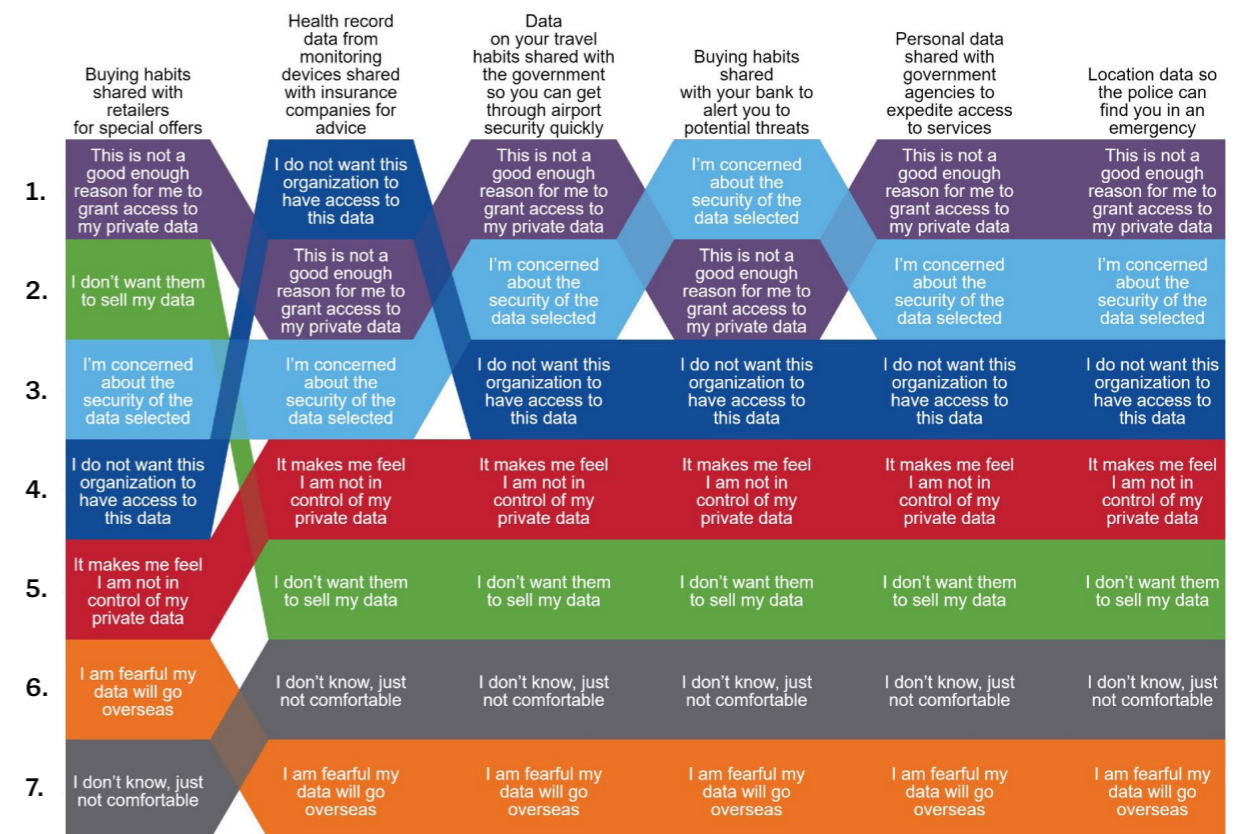 Buying habits
shared with
retailers
for special offers
Health record
data from
monitoring
devices shared
with insurance
companies for
advice
Data
on your travel
habits shared with
the government
so you can get
through airport
security quickly
Buying habits
shared
with your bank to
alert you to
potential threats
Personal data
shared with
government
agencies to
expedite access
to services
Location data so
the police can
find you in an
emergency
1.
This is not a
good enough
reason for me to
grant access to
my private data
I do not want this
organization to
have access to
this data
This is not a
good enough
reason for me to
grant access to
my private data
I'm concerned
about the
security of the
data selected
This is not a
good enough
reason for me to
grant access to
my private data
This is not a
good enough
reason for me to
grant access to
my private data
2.
I don't want them
to sell my data
This is not a
good enough
reason for me to
grant access to
my private data
I'm concerned
about the
security of the
data selected
This is not a
good enough
reason for me to
grant access to
my private data
I'm concerned
about the
security of the
data selected
I'm concerned
about the
security of the
data selected
3.
I'm concerned
about the
security of the
data selected
I'm concerned
about the
security of the
data selected
I do not want this
organization to
have access to
this data
I do not want this
organization to
have access to
this data
I do not want this
organization to
have access to
this data
I do not want this
organization to
have access to
this data
4.
I do not want this
organization to
have access to
this data
It makes me feel
I am not in
control of my
private data
It makes me feel
I am not in
control of my
private data
It makes me feel
I am not in
control of my
private data
It makes me feel
I am not in
control of my
private data
It makes me feel
I am not in
control of my
private data
5.
It makes me feel
I am not in
control of my
private data
I don't want them
to sell my data
I don't want them
to sell my data
I don't want them
to sell my data
I don't want them
to sell my data
I don't want them
to sell my data
6.
I am fearful my
data will go
overseas
I don't know, just
not comfortable
I don't know, just
not comfortable
I don't know, just
not comfortable
I don't know, just
not comfortable
I don't know, just
not comfortable
7.
I don't know, just
not comfortable
I am fearful my
data will go
overseas
I am fearful my
data will go
overseas
I am fearful my
data will go
overseas
I am fearful my
data will go
overseas
I am fearful my
data will go
overseas